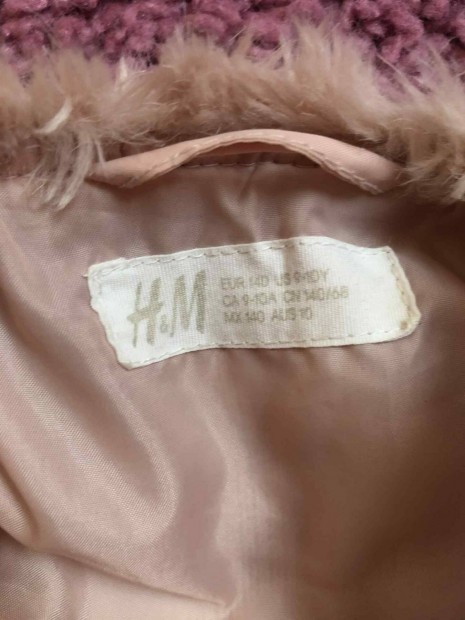 H&M
EUR 140 US 9-10Y
CA 9-10A CN 140/68
MX 140 AUS 10